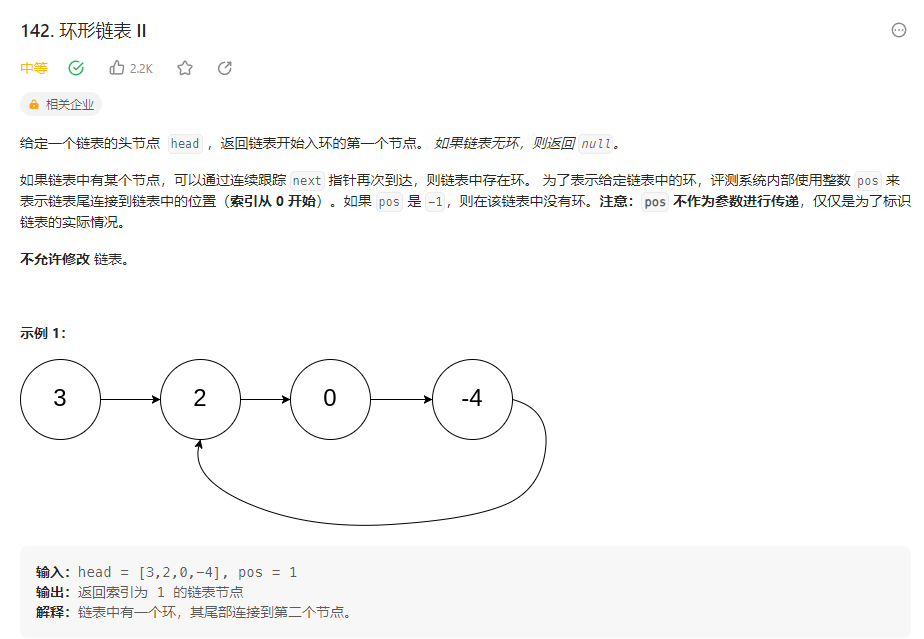 142. 环形链表 II
中等 2.2K
相关企业
给定一个链表的头节点 head ，返回链表开始入环的第一个节点。 如果链表无环，则返回 null。
如果链表中有某个节点，可以通过连续跟踪 next 指针再次到达，则链表中存在环。 为了表示给定链表中的环，评测系统内部使用整数 pos 来
表示链表尾连接到链表中的位置（索引从 0 开始）。如果 pos 是 -1，则在该链表中没有环。注意：pos 不作为参数进行传递，仅仅是为了标识
链表的实际情况。
不允许修改 链表。
示例 1：
3 2 0 -4
输入：head = [3,2,0,-4], pos = 1
输出：返回索引为 1 的链表节点
解释：链表中有一个环，其尾部连接到第二个节点。